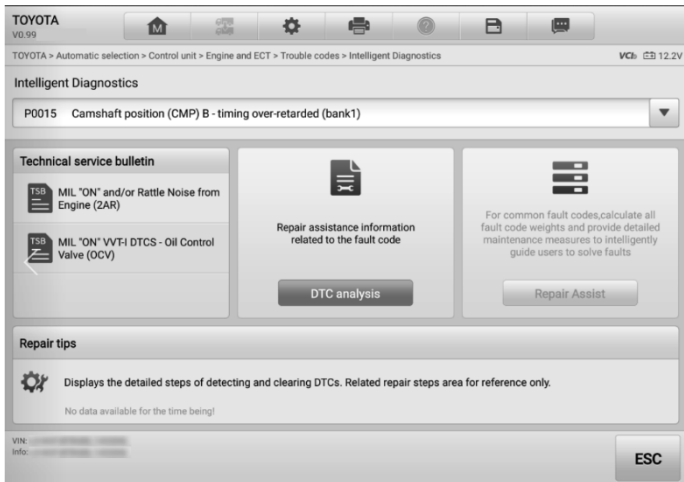 TOYOTA
V0.99
TOYOTA > Automatic selection > Control unit > Engine and ECT > Trouble codes > Intelligent Diagnostics
VCI 12.2V
Intelligent Diagnostics
P0015 Camshaft position (CMP) B - timing over-retarded (bank1)
Technical service bulletin
TSB
MIL "ON" and/or Rattle Noise from
Engine (2AR)
TSB
MIL "ON" VVT-I DTCS - Oil Control
Valve (OCV)
Repair assistance information
related to the fault code
DTC analysis
For common fault codes,calculate all
fault code weights and provide detailed
maintenance measures to intelligently
guide users to solve faults
Repair Assist
Repair tips
Displays the detailed steps of detecting and clearing DTCs. Related repair steps area for reference only.
No data available for the time being!
VIN:
Info:
ESC